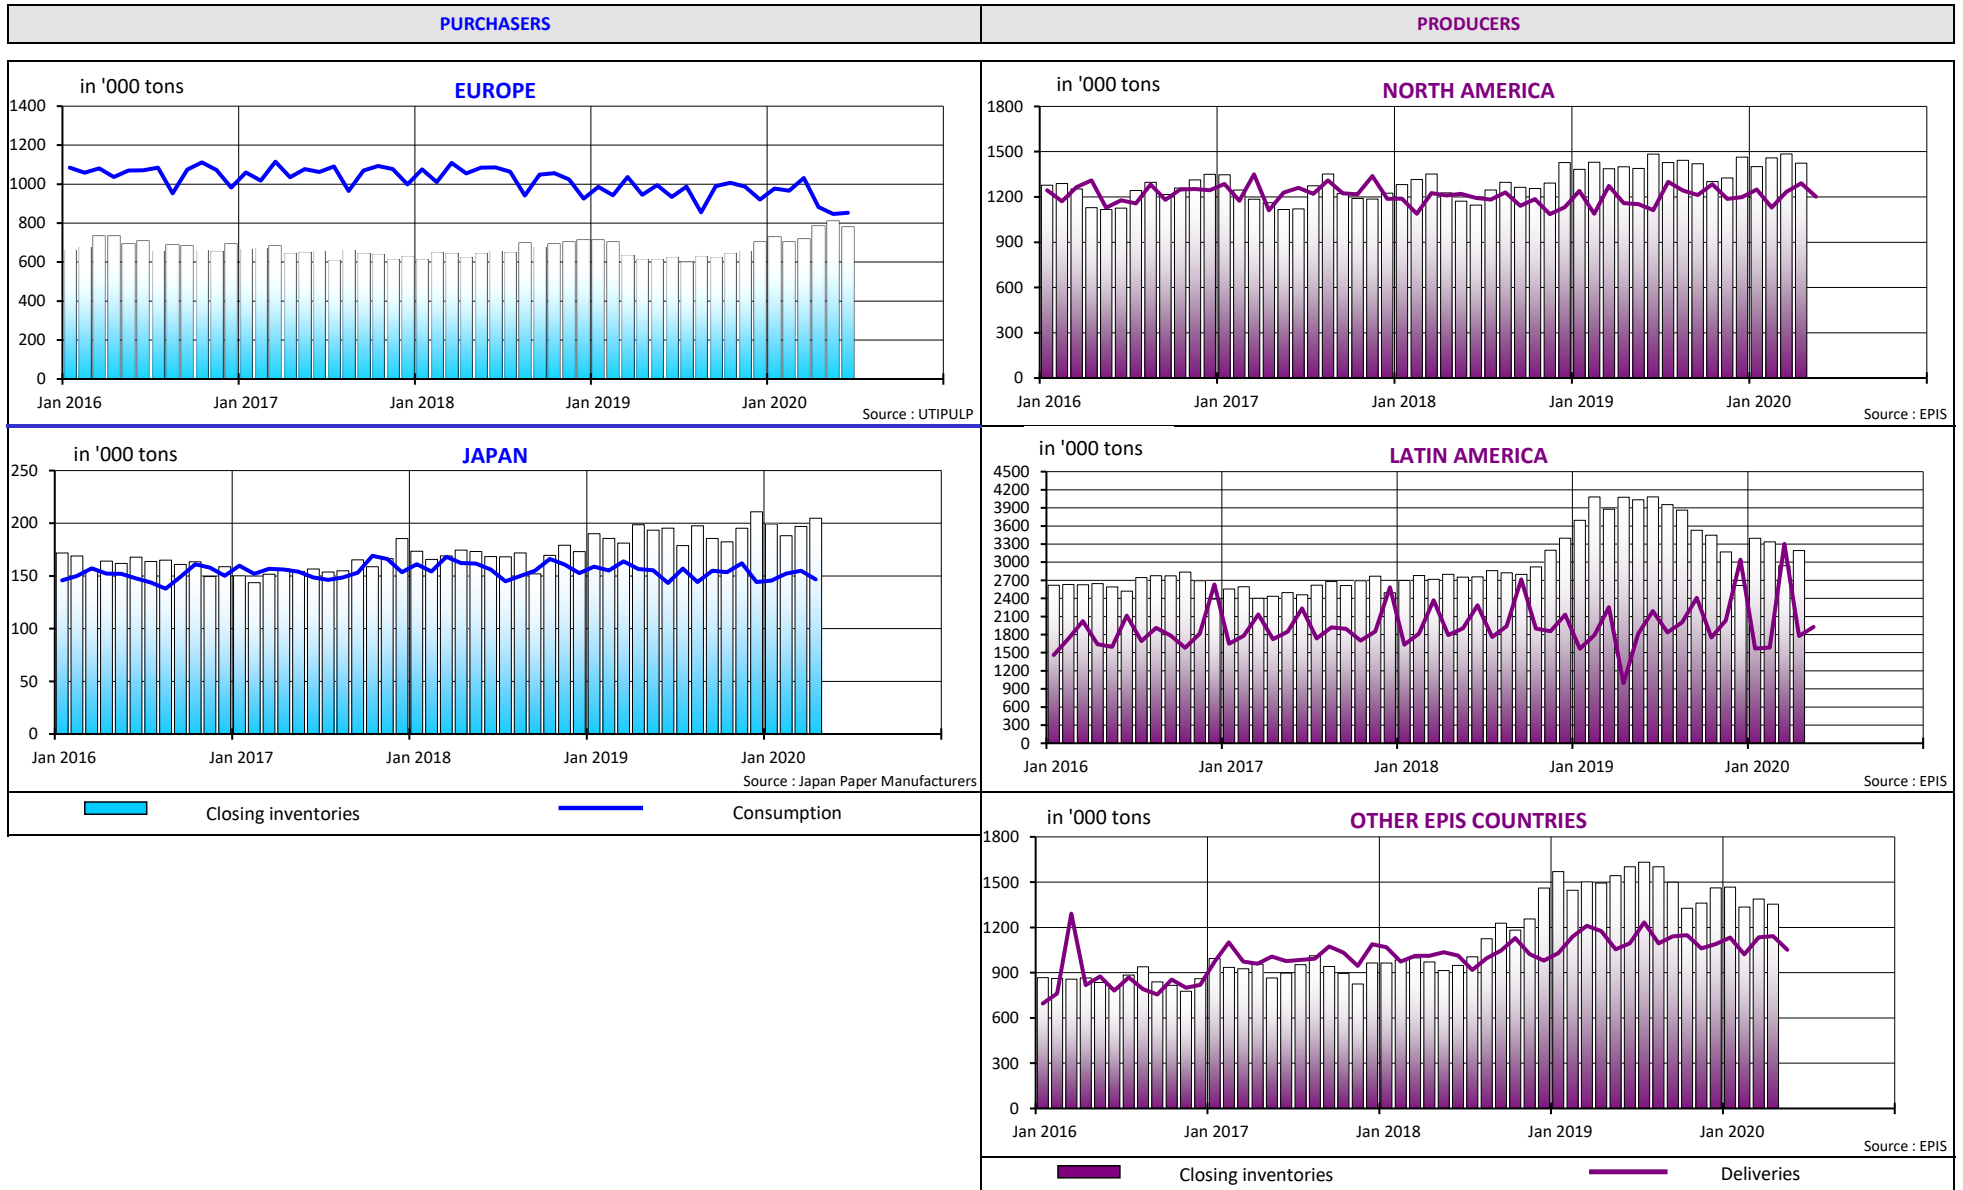 PURCHASERS
PRODUCERS
in '000 tons
EUROPE
1400
1200
1000
800
600
400
200
0
Jan 2016
Jan 2017
Jan 2018
Jan 2019
Jan 2020
Source : UTIPULP
in '000 tons
NORTH AMERICA
1800
1500
1200
900
600
300
0
Jan 2016
Jan 2017
Jan 2018
Jan 2019
Jan 2020
Source : EPIS
in '000 tons
JAPAN
250
200
150
100
50
0
Jan 2016
Jan 2017
Jan 2018
Jan 2019
Jan 2020
Source : Japan Paper Manufacturers
Closing inventories
Consumption
in '000 tons
LATIN AMERICA
4500
4200
3900
3600
3300
3000
2700
2400
2100
1800
1500
1200
900
600
300
0
Jan 2016
Jan 2017
Jan 2018
Jan 2019
Jan 2020
Source : EPIS
in '000 tons
OTHER EPIS COUNTRIES
1800
1500
1200
900
600
300
0
Jan 2016
Jan 2017
Jan 2018
Jan 2019
Jan 2020
Source : EPIS
Closing inventories
Deliveries